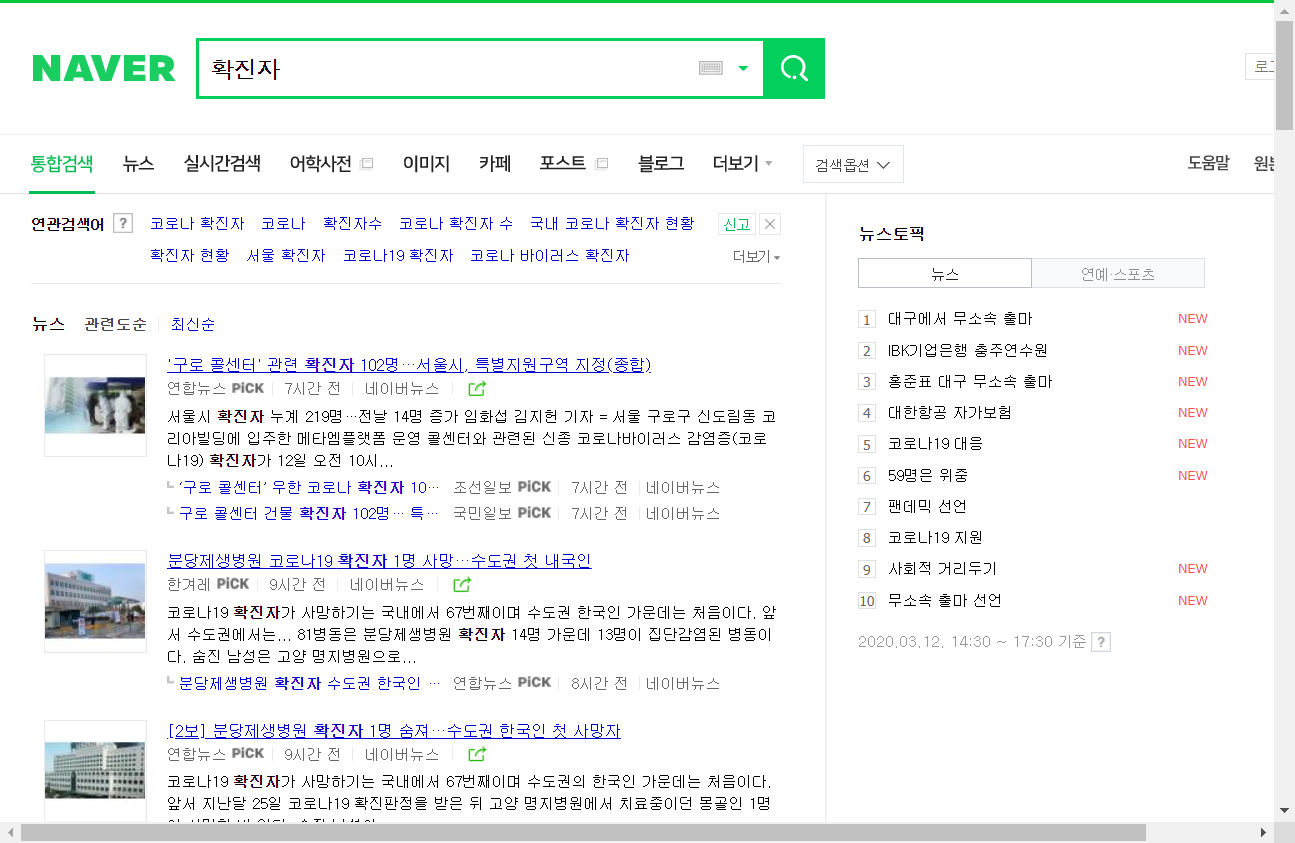 NAVER
확진자
로그
통합검색 뉴스 실시간검색 어학사전 이미지 카페 포스트 블로그 더보기 검색옵션 도움말 원본
연관검색어 ? 코로나 확진자 코로나 확진자수 코로나 확진자 수 국내 코로나 확진자 현황 신고
확진자 현황 서울 확진자 코로나19 확진자 코로나 바이러스 확진자 더보기
뉴스 관련도순 최신순
'구로 콜센터' 관련 확진자 102명…서울시, 특별지원구역 지정(종합)
연합뉴스 PiCK 7시간 전 네이버뉴스
서울시 확진자 누계 219명…전날 14명 증가 임화섭 김지헌 기자 = 서울 구로구 신도림동 코
리아빌딩에 입주한 메타엠플랫폼 운영 콜센터와 관련된 신종 코로나바이러스 감염증(코로
나19) 확진자가 12일 오전 10시...
‘구로 콜센터’ 우한 코로나 확진자 10… 조선일보 PiCK 7시간 전 네이버뉴스
구로 콜센터 건물 확진자 102명… 특… 국민일보 PiCK 7시간 전 네이버뉴스
분당제생병원 코로나19 확진자 1명 사망…수도권 첫 내국인
한겨레 PiCK 9시간 전 네이버뉴스
코로나19 확진자가 사망하기는 국내에서 67번째이며 수도권 한국인 가운데는 처음이다. 앞
서 수도권에서는... 81병동은 분당제생병원 확진자 14명 가운데 13명이 집단감염된 병동이
다. 숨진 남성은 고양 명지병원으로...
분당제생병원 확진자 수도권 한국인 … 연합뉴스 PiCK 8시간 전 네이버뉴스
[2보] 분당제생병원 확진자 1명 숨져…수도권 한국인 첫 사망자
연합뉴스 PiCK 9시간 전 네이버뉴스
코로나19 확진자가 사망하기는 국내에서 67번째이며 수도권의 한국인 가운데는 처음이다.
앞서 지난달 25일 코로나19 확진판정을 받은 뒤 고양 명지병원에서 치료중이던 몽골인 1명
뉴스토픽
뉴스 연예·스포츠
1 대구에서 무소속 출마 NEW
2 IBK기업은행 충주연수원 NEW
3 홍준표 대구 무소속 출마 NEW
4 대한항공 자가보험 NEW
5 코로나19 대응 NEW
6 59명은 위중 NEW
7 팬데믹 선언
8 코로나19 지원
9 사회적 거리두기 NEW
10 무소속 출마 선언 NEW
2020.03.12. 14:30 ~ 17:30 기준 ?